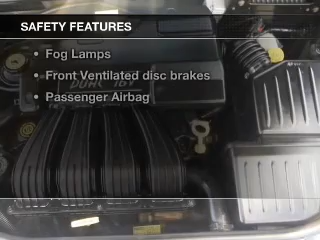 SAFETY FEATURES
• Fog Lamps
• Front Ventilated disc brakes
• Passenger Airbag
DOHC 16V